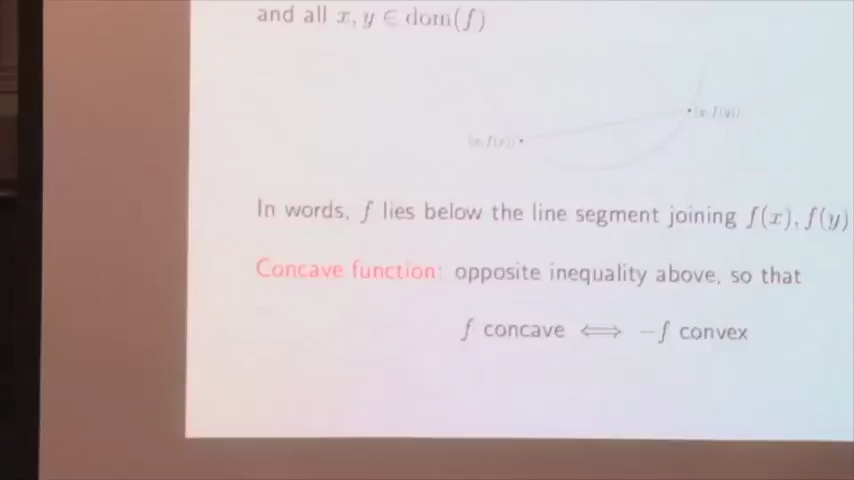 and all x, y ∈ dom(f)
(x, f(x))
(y, f(y))
In words, f lies below the line segment joining f(x), f(y)
Concave function: opposite inequality above, so that
f concave ⟺ −f convex